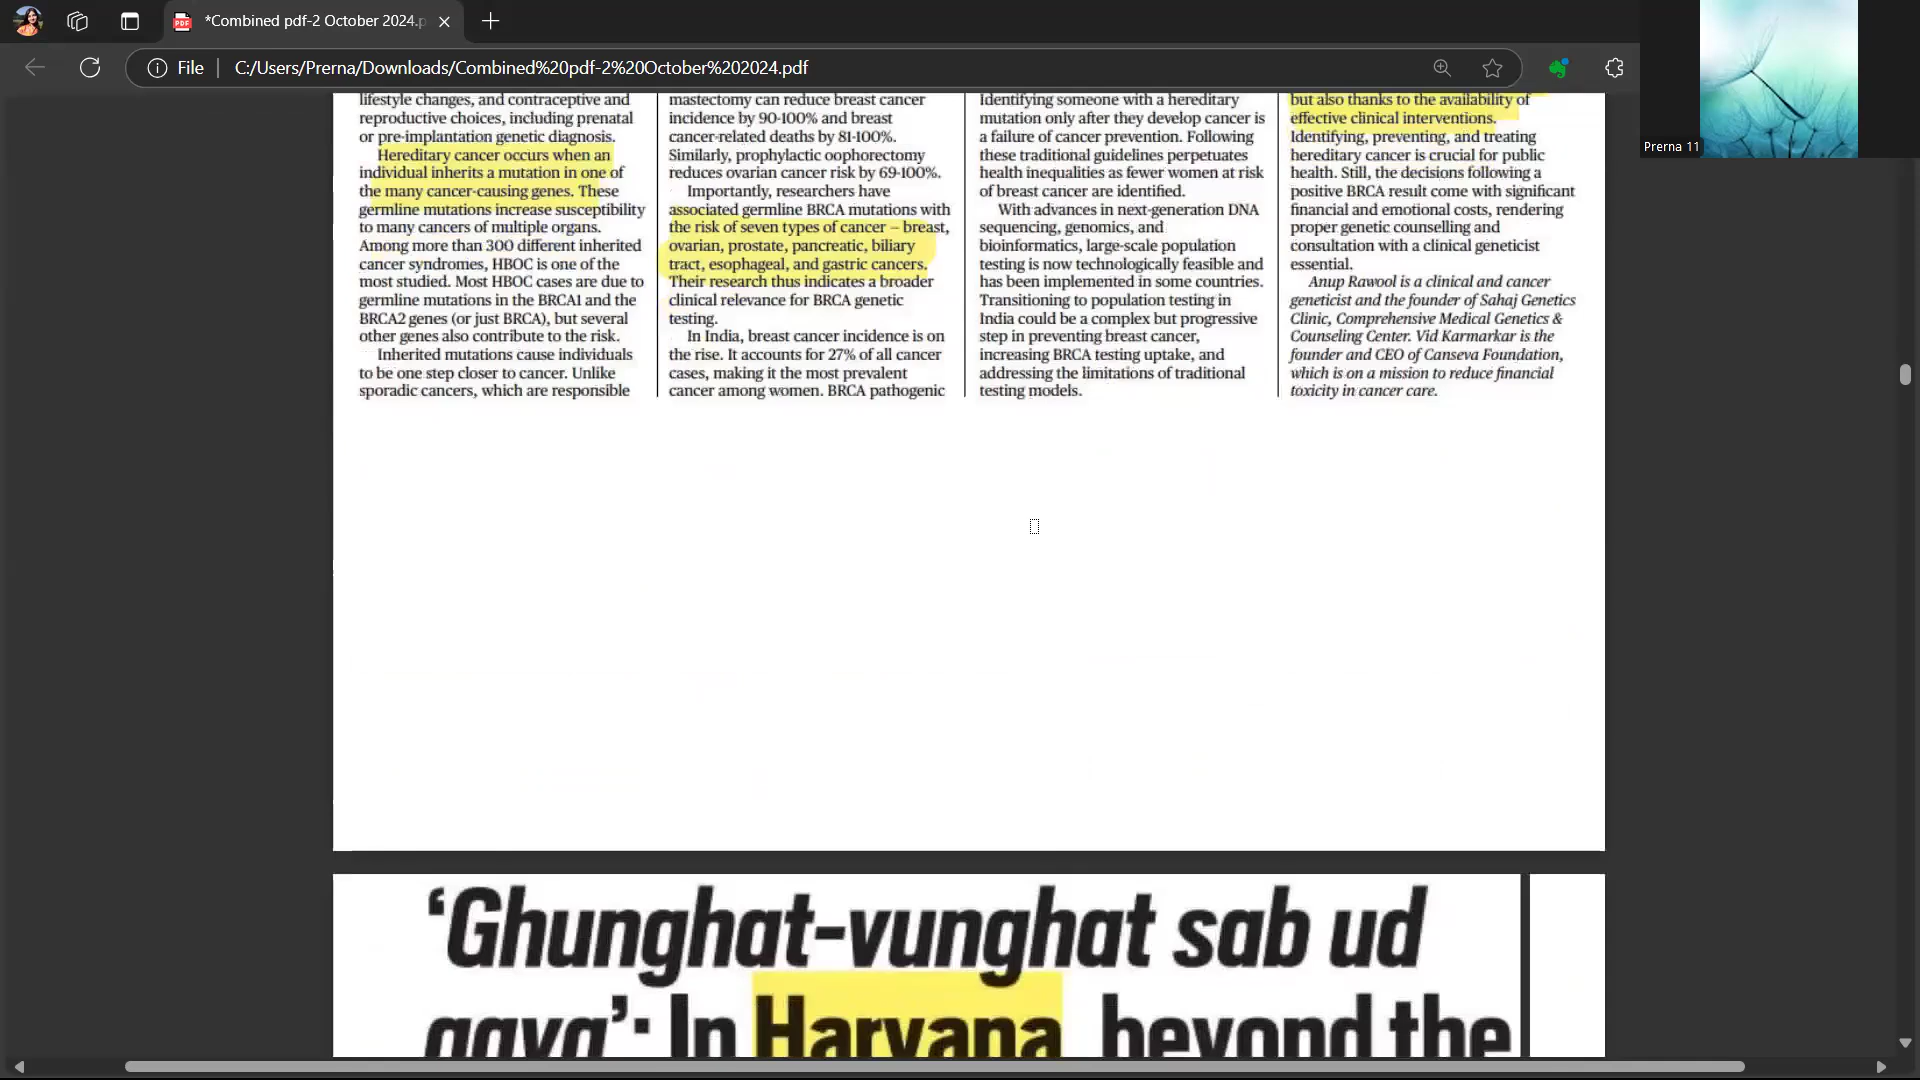 *Combined pdf-2 October 2024.p
File
C:/Users/Prerna/Downloads/Combined%20pdf-2%20October%202024.pdf
Prerna 11
lifestyle changes, and contraceptive and
reproductive choices, including prenatal
or pre-implantation genetic diagnosis.
Hereditary cancer occurs when an
individual inherits a mutation in one of
the many cancer-causing genes. These
germline mutations increase susceptibility
to many cancers of multiple organs.
Among more than 300 different inherited
cancer syndromes, HBOC is one of the
most studied. Most HBOC cases are due to
germline mutations in the BRCA1 and the
BRCA2 genes (or just BRCA), but several
other genes also contribute to the risk.
Inherited mutations cause individuals
to be one step closer to cancer. Unlike
sporadic cancers, which are responsible
mastectomy can reduce breast cancer
incidence by 90-100% and breast
cancer-related deaths by 81-100%.
Similarly, prophylactic oophorectomy
reduces ovarian cancer risk by 69-100%.
Importantly, researchers have
associated germline BRCA mutations with
the risk of seven types of cancer – breast,
ovarian, prostate, pancreatic, biliary
tract, esophageal, and gastric cancers.
Their research thus indicates a broader
clinical relevance for BRCA genetic
testing.
In India, breast cancer incidence is on
the rise. It accounts for 27% of all cancer
cases, making it the most prevalent
cancer among women. BRCA pathogenic
Identifying someone with a hereditary
mutation only after they develop cancer is
a failure of cancer prevention. Following
these traditional guidelines perpetuates
health inequalities as fewer women at risk
of breast cancer are identified.
With advances in next-generation DNA
sequencing, genomics, and
bioinformatics, large-scale population
testing is now technologically feasible and
has been implemented in some countries.
Transitioning to population testing in
India could be a complex but progressive
step in preventing breast cancer,
increasing BRCA testing uptake, and
addressing the limitations of traditional
testing models.
but also thanks to the availability of
effective clinical interventions.
Identifying, preventing, and treating
hereditary cancer is crucial for public
health. Still, the decisions following a
positive BRCA result come with significant
financial and emotional costs, rendering
proper genetic counselling and
consultation with a clinical geneticist
essential.
Anup Rawool is a clinical and cancer
geneticist and the founder of Sahaj Genetics
Clinic, Comprehensive Medical Genetics &
Counseling Center. Vid Karmarkar is the
founder and CEO of Canseva Foundation,
which is on a mission to reduce financial
toxicity in cancer care.
‘Ghunghat-vunghat sab ud
gaya’: In Haryana, beyond the